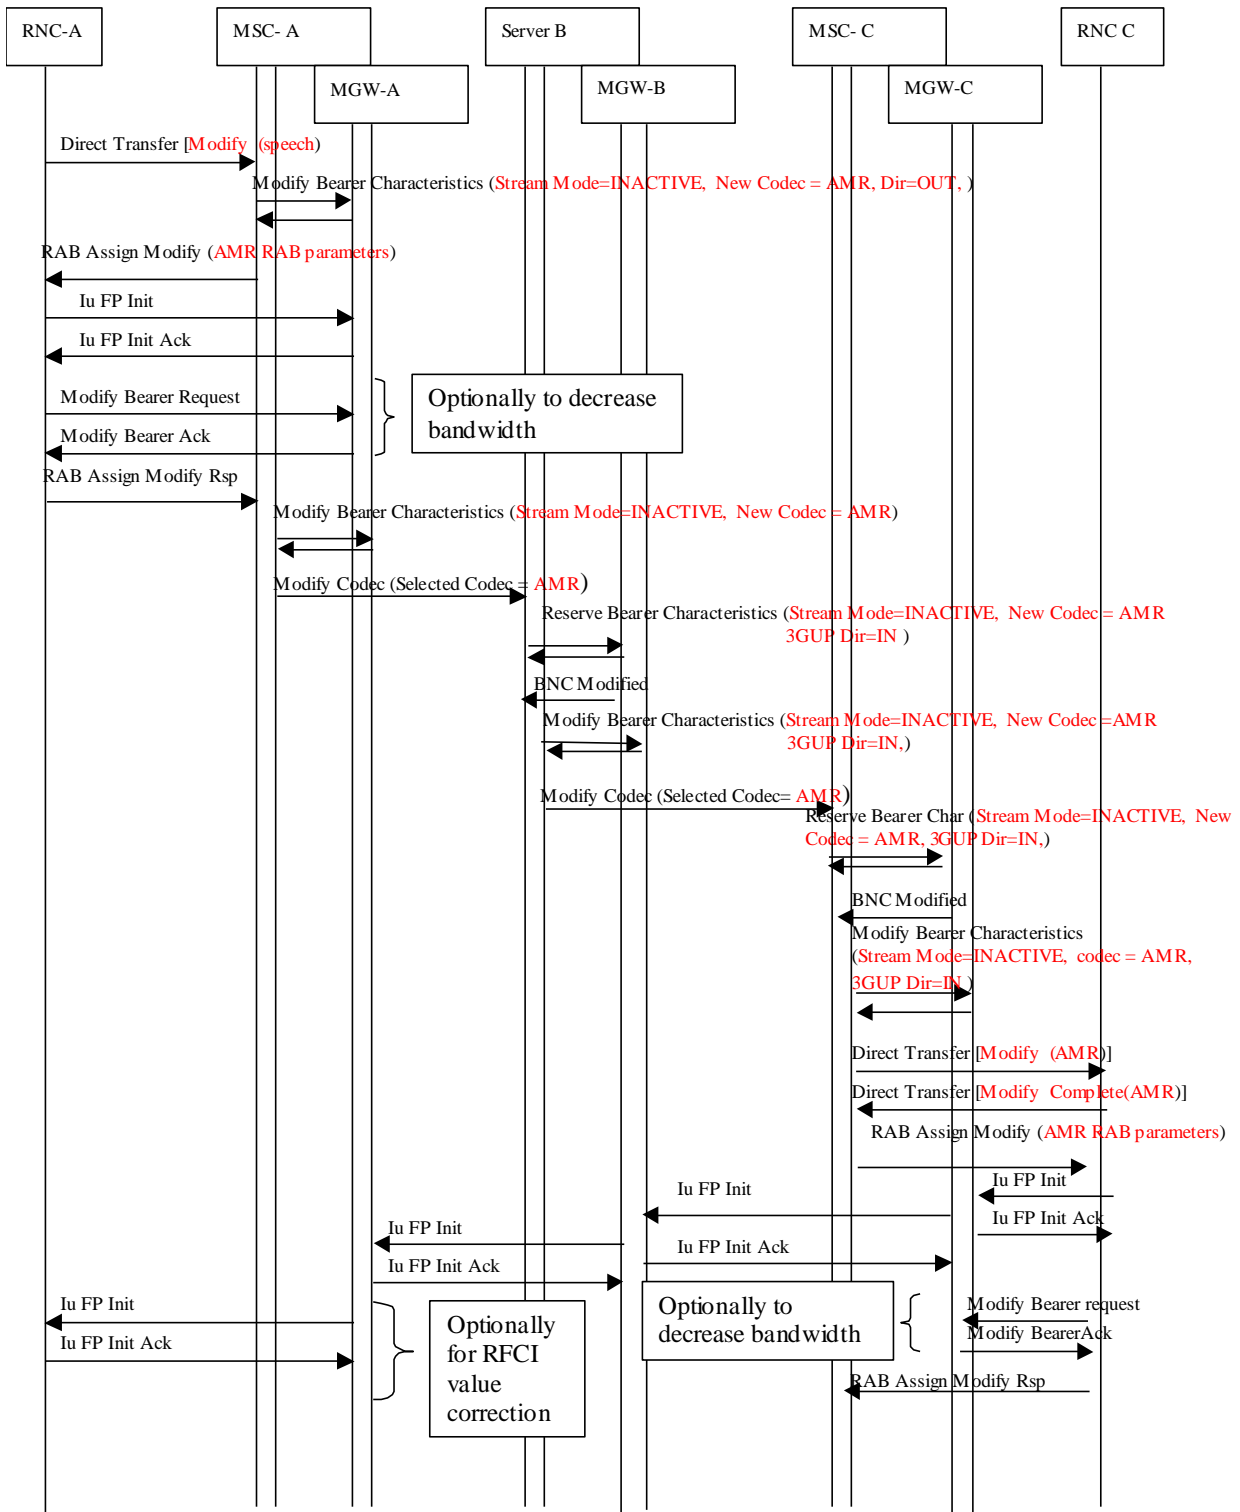 RNC-A
MSC- A
Server B
MSC- C
RNC C
MGW-A
MGW-B
MGW-C
Direct Transfer [Modify (speech)
Modify Bearer Characteristics (Stream Mode=INACTIVE, New Codec = AMR, Dir=OUT, )
RAB Assign Modify (AMR RAB parameters)
Iu FP Init
Iu FP Init Ack
Modify Bearer Request
Optionally to decrease
bandwidth
Modify Bearer Ack
RAB Assign Modify Rsp
Modify Bearer Characteristics (Stream Mode=INACTIVE, New Codec = AMR)
Modify Codec (Selected Codec = AMR)
Reserve Bearer Characteristics (Stream Mode=INACTIVE, New Codec = AMR
3GUP Dir=IN )
BNC Modified
Modify Bearer Characteristics (Stream Mode=INACTIVE, New Codec =AMR
3GUP Dir=IN,)
Modify Codec (Selected Codec= AMR)
Reserve Bearer Char (Stream Mode=INACTIVE, New
Codec = AMR, 3GUP Dir=IN,)
BNC Modified
Modify Bearer Characteristics
(Stream Mode=INACTIVE, codec = AMR,
3GUP Dir=IN )
Direct Transfer [Modify (AMR)]
Direct Transfer [Modify Complete(AMR)]
RAB Assign Modify (AMR RAB parameters)
Iu FP Init
Iu FP Init
Iu FP Init Ack
Iu FP Init
Iu FP Init Ack
Iu FP Init Ack
Iu FP Init
Iu FP Init Ack
Optionally
for RFCI
value
correction
Optionally to
decrease bandwidth
Modify Bearer request
Modify BearerAck
RAB Assign Modify Rsp